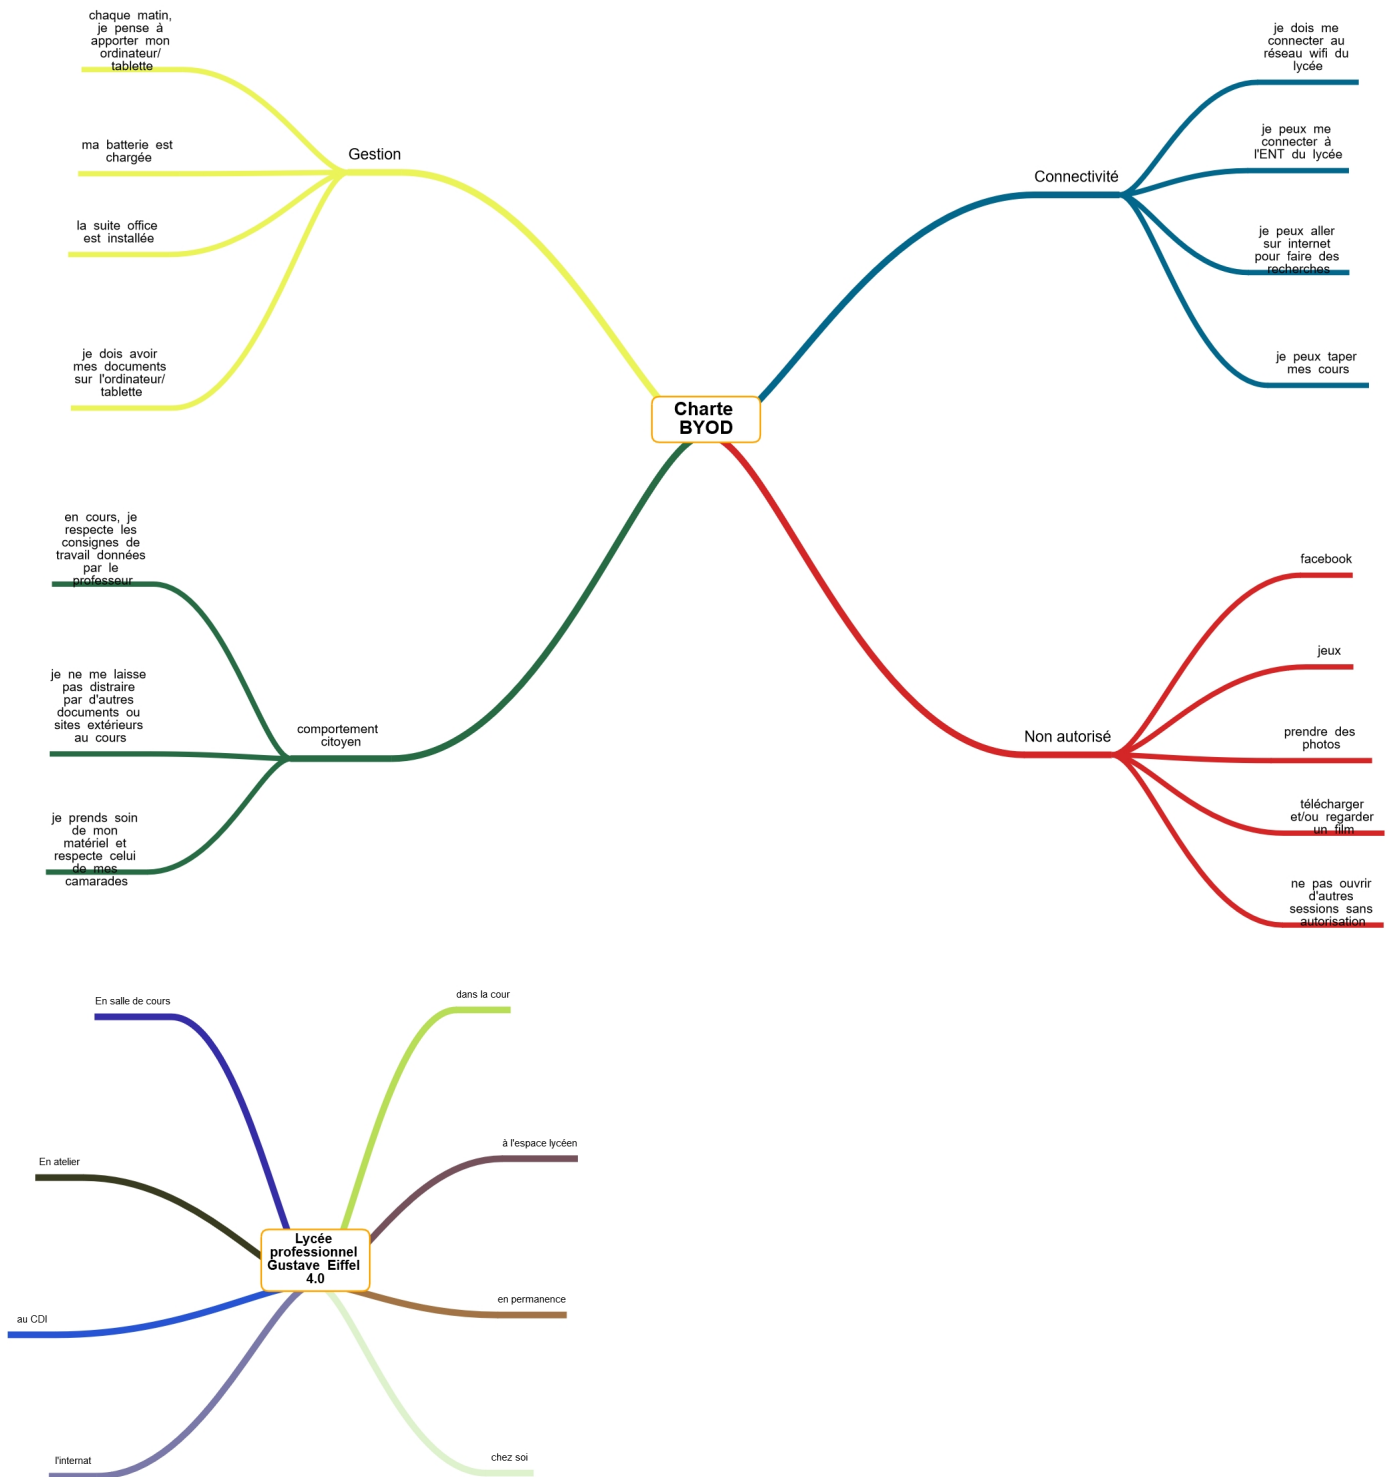 Charte
BYOD
Gestion
chaque matin,
je pense à
apporter mon
ordinateur/
tablette
ma batterie est
chargée
la suite office
est installée
je dois avoir
mes documents
sur l'ordinateur/
tablette
Connectivité
je dois me
connecter au
réseau wifi du
lycée
je peux me
connecter à
l'ENT du lycée
je peux aller
sur internet
pour faire des
recherches
je peux taper
mes cours
comportement
citoyen
en cours, je
respecte les
consignes de
travail données
par le
professeur
je ne me laisse
pas distraire
par d'autres
documents ou
sites extérieurs
au cours
je prends soin
de mon
matériel et
respecte celui
de mes
camarades
Non autorisé
facebook
jeux
prendre des
photos
télécharger
et/ou regarder
un film
ne pas ouvrir
d'autres
sessions sans
autorisation
Lycée
professionnel
Gustave Eiffel
4.0
En salle de cours
En atelier
au CDI
l'internat
dans la cour
à l'espace lycéen
en permanence
chez soi